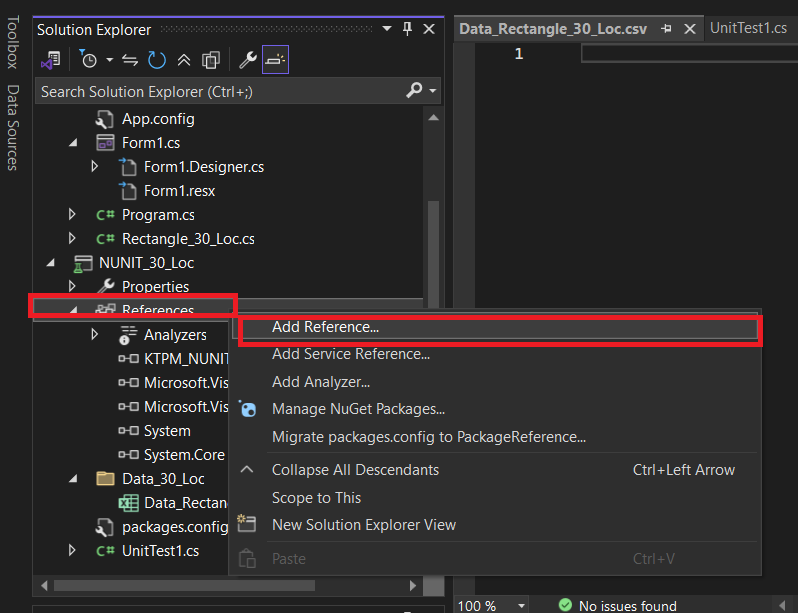 Toolbox
Data Sources
Solution Explorer
Search Solution Explorer (Ctrl+;)
App.config
Form1.cs
Form1.Designer.cs
Form1.resx
C# Program.cs
C# Rectangle_30_Loc.cs
NUNIT_30_Loc
Properties
References
Analyzers
KTPM_NUNIT
Microsoft.Vis
Microsoft.Vis
System
System.Core
Data_30_Loc
Data_Rectan
packages.config
C# UnitTest1.cs
Add Reference...
Add Service Reference...
Add Analyzer...
Manage NuGet Packages...
Migrate packages.config to PackageReference...
Collapse All Descendants Ctrl+Left Arrow
Scope to This
New Solution Explorer View
Paste Ctrl+V
Data_Rectangle_30_Loc.csv UnitTest1.cs
1
100 % No issues found